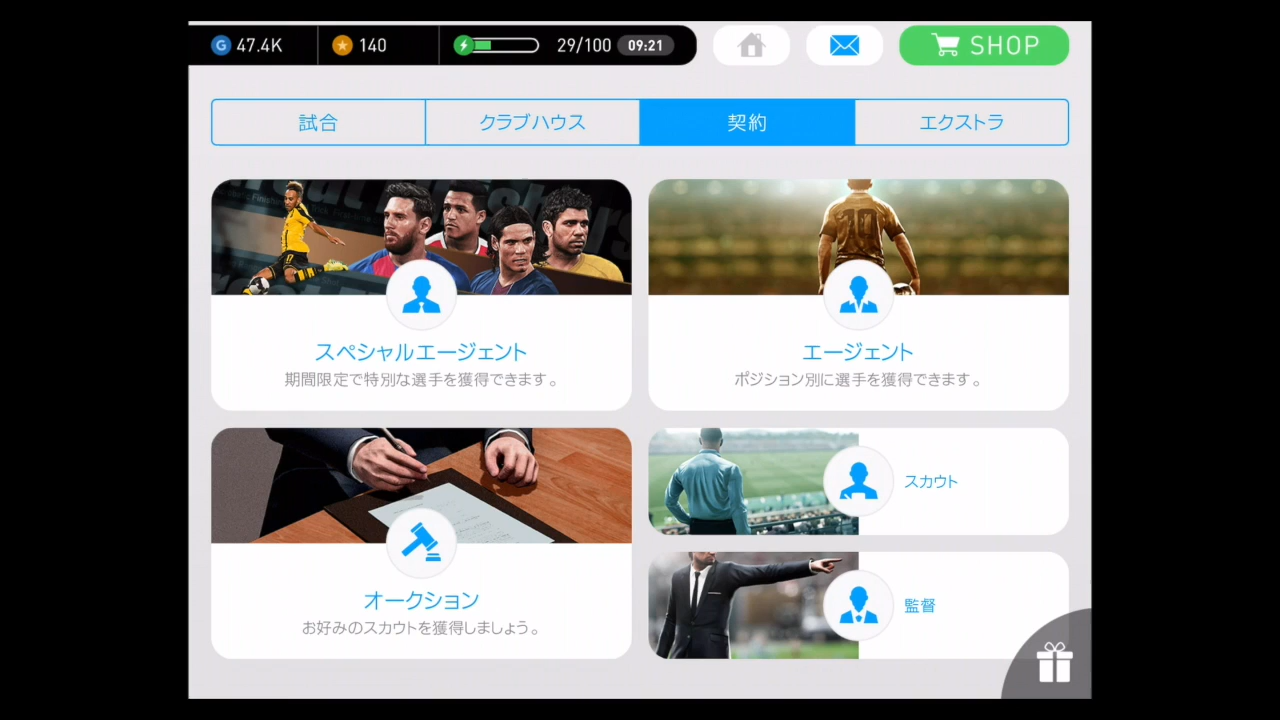 G 47.4K 140 29/100 09:21 SHOP
試合 クラブハウス 契約 エクストラ
スペシャルエージェント
期間限定で特別な選手を獲得できます。
10
エージェント
ポジション別に選手を獲得できます。
オークション
お好みのスカウトを獲得しましょう。
スカウト
監督